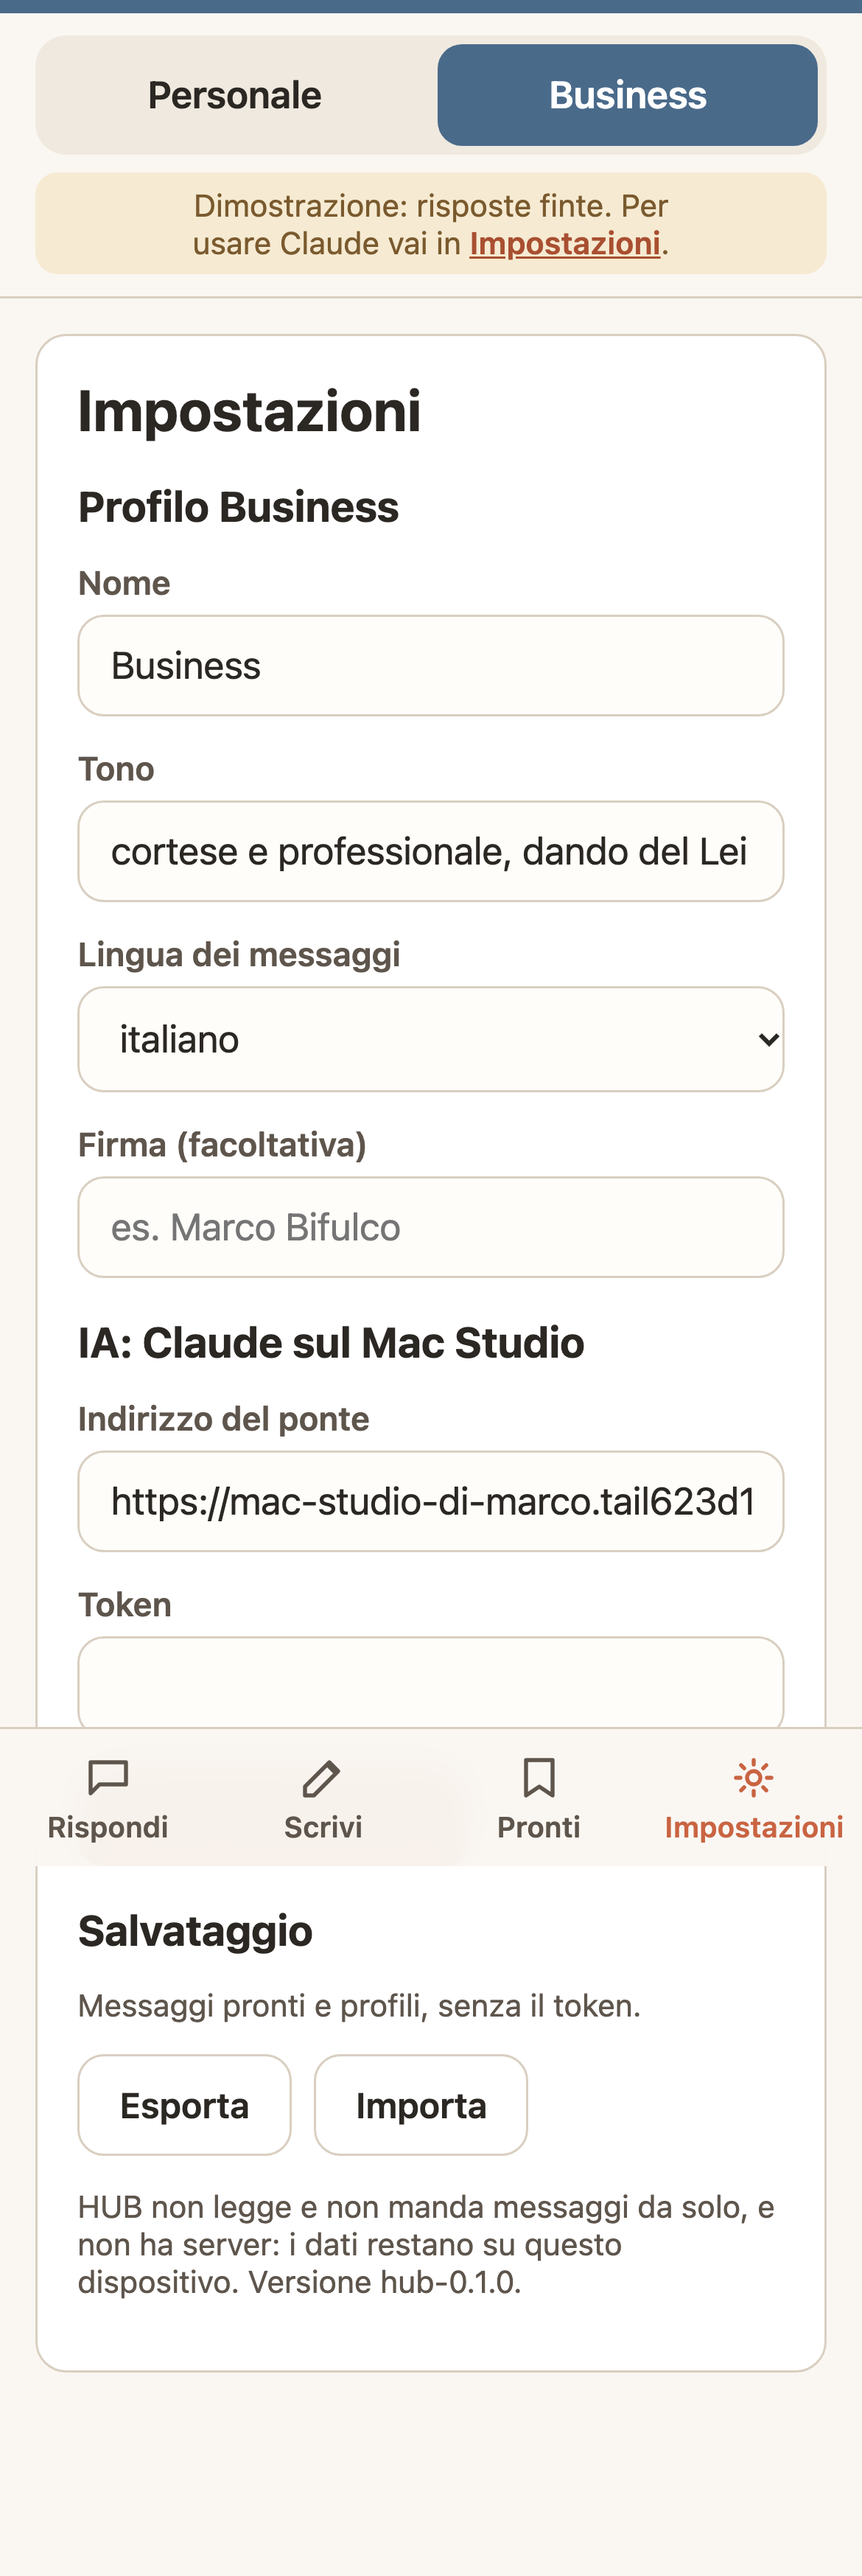 Personale
Business
Dimostrazione: risposte finte. Per
usare Claude vai in Impostazioni.
Impostazioni
Profilo Business
Nome
Business
Tono
cortese e professionale, dando del Lei
Lingua dei messaggi
italiano
Firma (facoltativa)
es. Marco Bifulco
IA: Claude sul Mac Studio
Indirizzo del ponte
https://mac-studio-di-marco.tail623d1
Token
Rispondi
Scrivi
Pronti
Impostazioni
Salvataggio
Messaggi pronti e profili, senza il token.
Esporta
Importa
HUB non legge e non manda messaggi da solo, e
non ha server: i dati restano su questo
dispositivo. Versione hub-0.1.0.